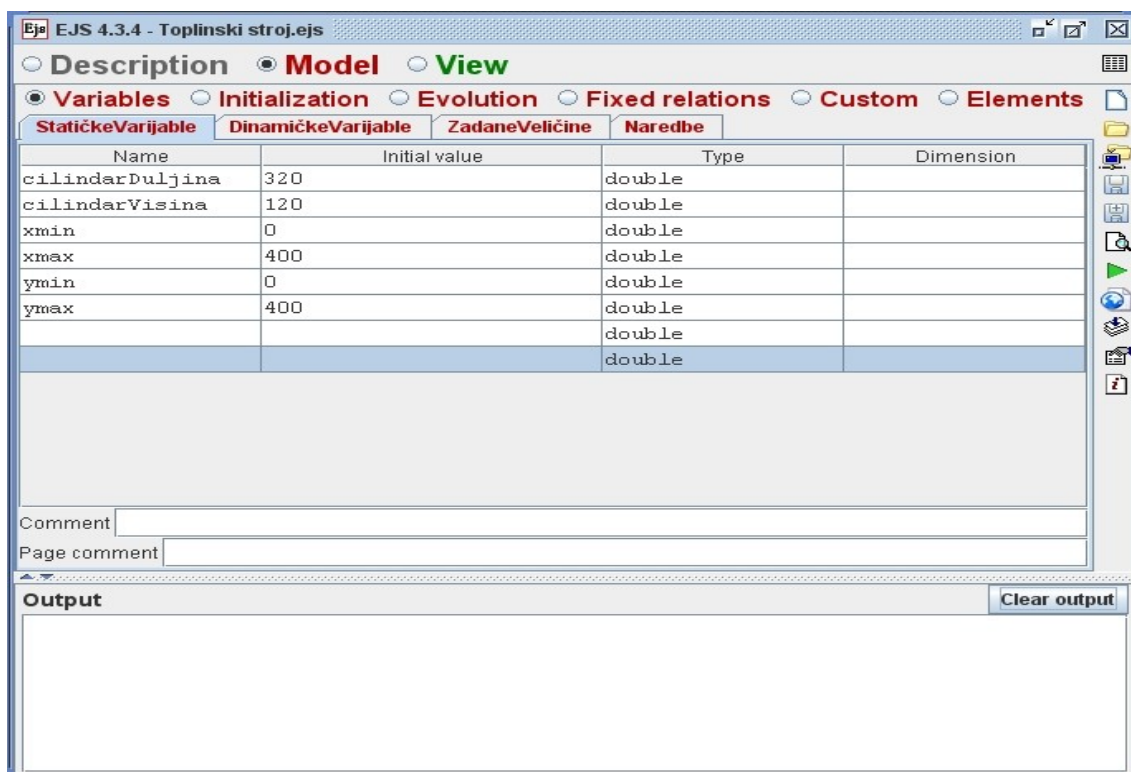 Ejs EJS 4.3.4 - Toplinski stroj.ejs
Description Model View
Variables Initialization Evolution Fixed relations Custom Elements
StatičkeVarijable DinamičkeVarijable ZadaneVeličine Naredbe
Name Initial value Type Dimension
cilindarDuljina 320 double
cilindarVisina 120 double
xmin 0 double
xmax 400 double
ymin 0 double
ymax 400 double
double
double
Comment
Page comment
Output Clear output